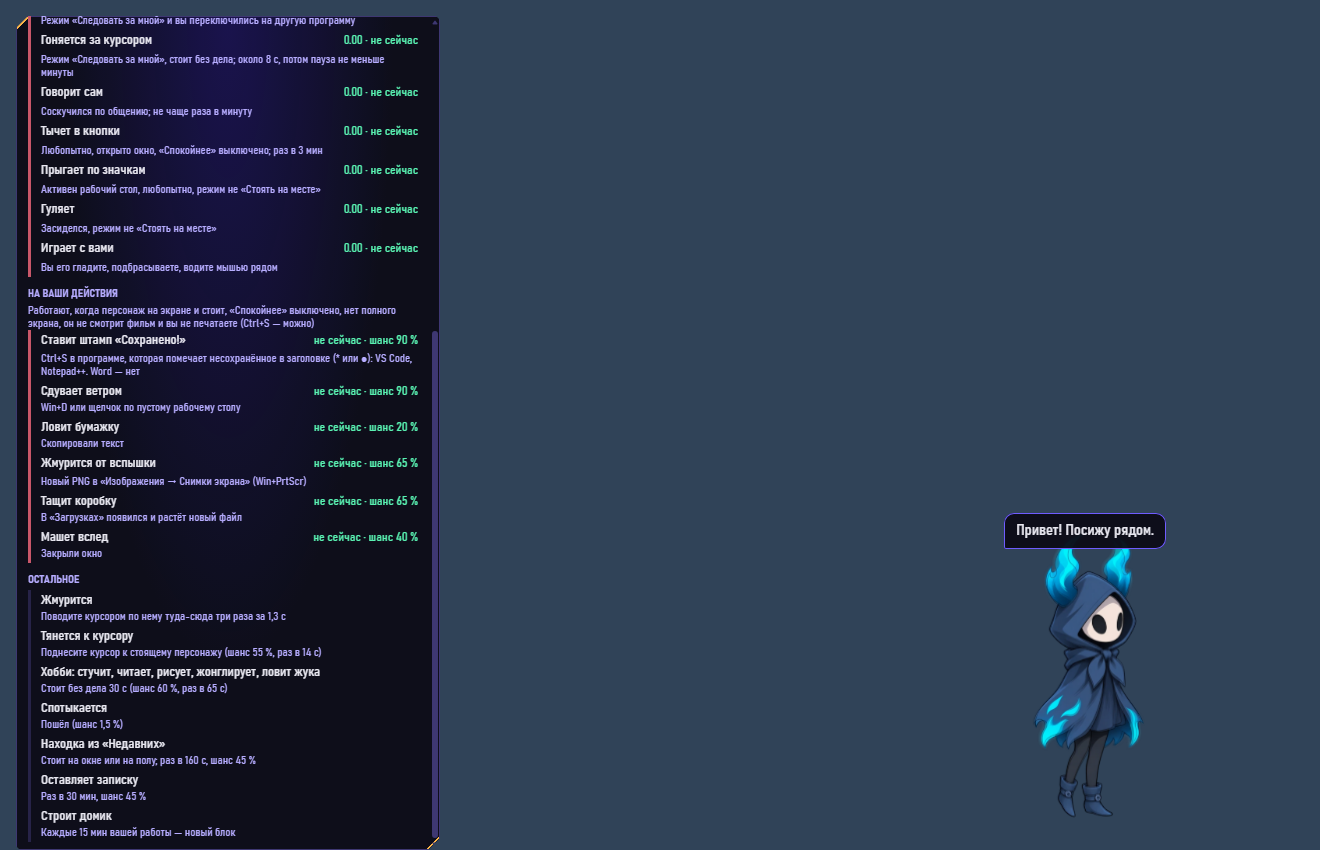 Режим «Следовать за мной» и вы переключились на другую программу
Гоняется за курсором 0.00 · не сейчас
Режим «Следовать за мной», стоит без дела; около 8 с, потом пауза не меньше
минуты
Говорит сам 0.00 · не сейчас
Соскучился по общению; не чаще раза в минуту
Тычет в кнопки 0.00 · не сейчас
Любопытно, открыто окно, «Спокойнее» выключено; раз в 3 мин
Прыгает по значкам 0.00 · не сейчас
Активен рабочий стол, любопытно, режим не «Стоять на месте»
Гуляет 0.00 · не сейчас
Засиделся, режим не «Стоять на месте»
Играет с вами 0.00 · не сейчас
Вы его гладите, подбрасываете, водите мышью рядом
НА ВАШИ ДЕЙСТВИЯ
Работают, когда персонаж на экране и стоит, «Спокойнее» выключено, нет полного
экрана, он не смотрит фильм и вы не печатаете (Ctrl+S — можно)
Ставит штамп «Сохранено!» не сейчас · шанс 90 %
Ctrl+S в программе, которая помечает несохранённое в заголовке (* или ●): VS Code,
Notepad++. Word — нет
Сдувает ветром не сейчас · шанс 90 %
Win+D или щелчок по пустому рабочему столу
Ловит бумажку не сейчас · шанс 20 %
Скопировали текст
Жмурится от вспышки не сейчас · шанс 65 %
Новый PNG в «Изображения → Снимки экрана» (Win+PrtScr)
Тащит коробку не сейчас · шанс 65 %
В «Загрузках» появился и растёт новый файл
Машет вслед не сейчас · шанс 40 %
Закрыли окно
ОСТАЛЬНОЕ
Жмурится
Поводите курсором по нему туда-сюда три раза за 1,3 с
Тянется к курсору
Поднесите курсор к стоящему персонажу (шанс 55 %, раз в 14 с)
Хобби: стучит, читает, рисует, жонглирует, ловит жука
Стоит без дела 30 с (шанс 60 %, раз в 65 с)
Спотыкается
Пошёл (шанс 1,5 %)
Находка из «Недавних»
Стоит на окне или на полу; раз в 160 с, шанс 45 %
Оставляет записку
Раз в 30 мин, шанс 45 %
Строит домик
Каждые 15 мин вашей работы — новый блок
Привет! Посижу рядом.